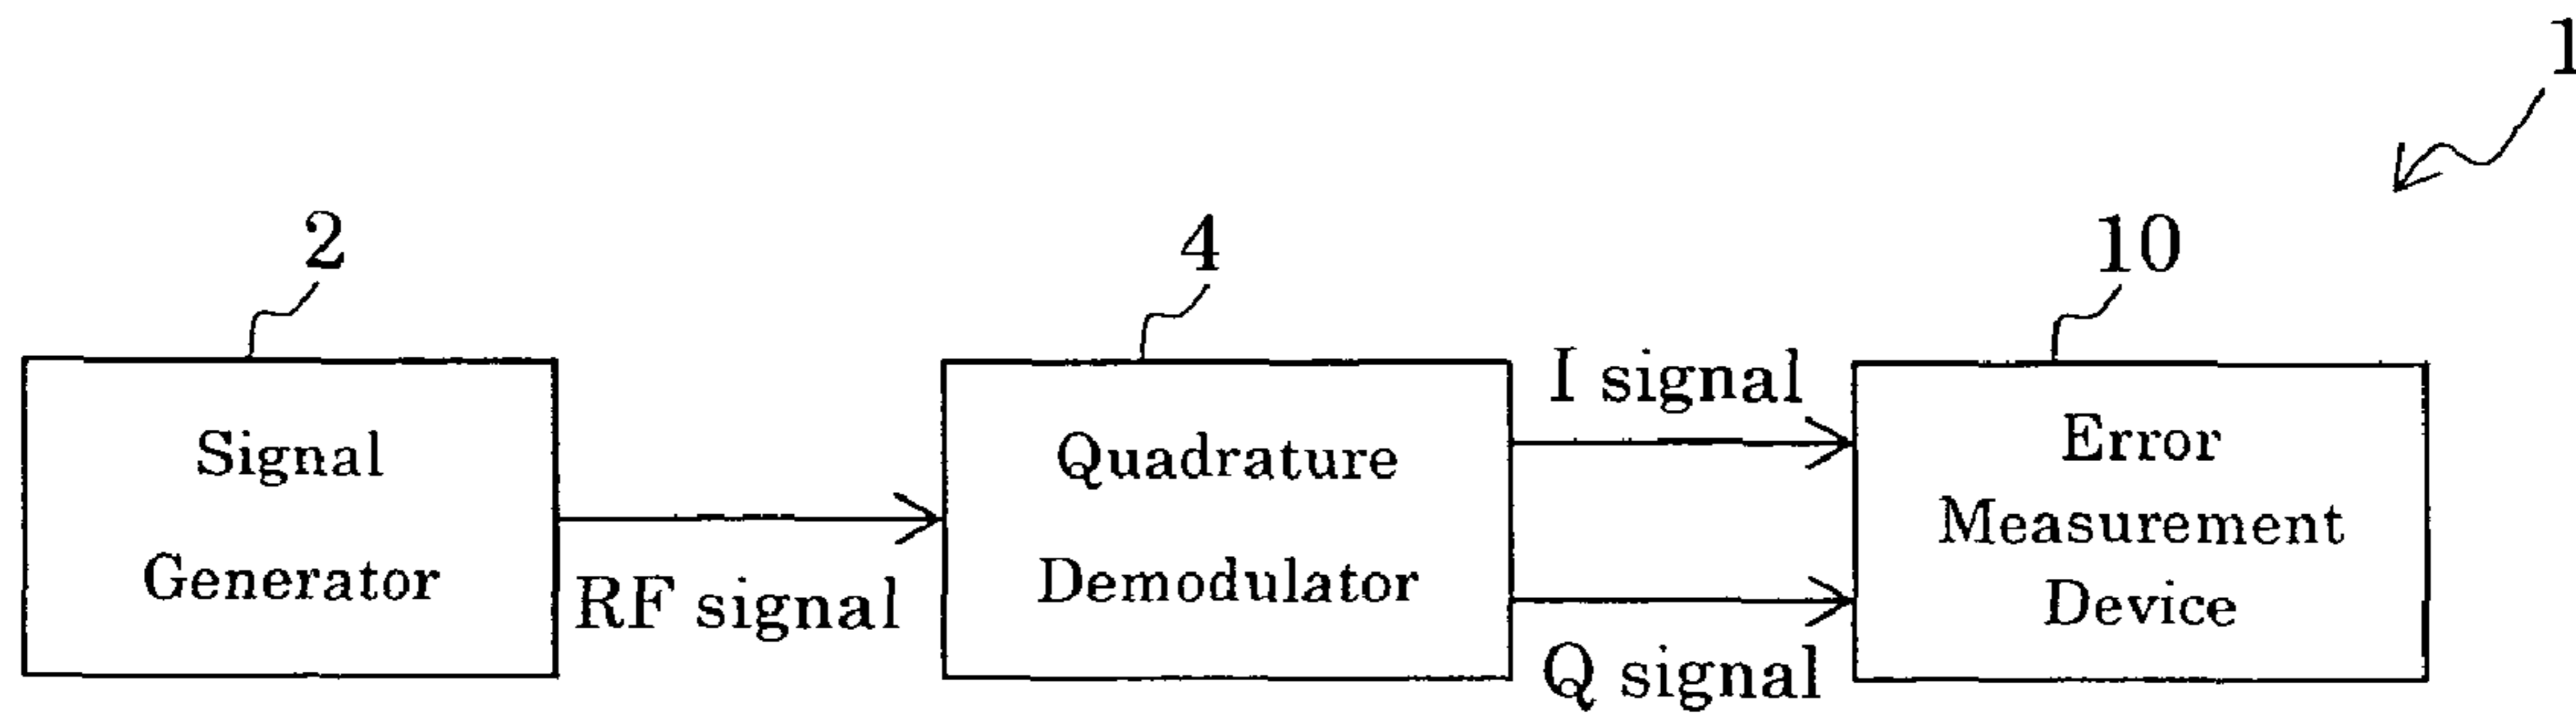 1
2
4
10
Signal
Generator
RF signal
Quadrature
Demodulator
I signal
Q signal
Error
Measurement
Device